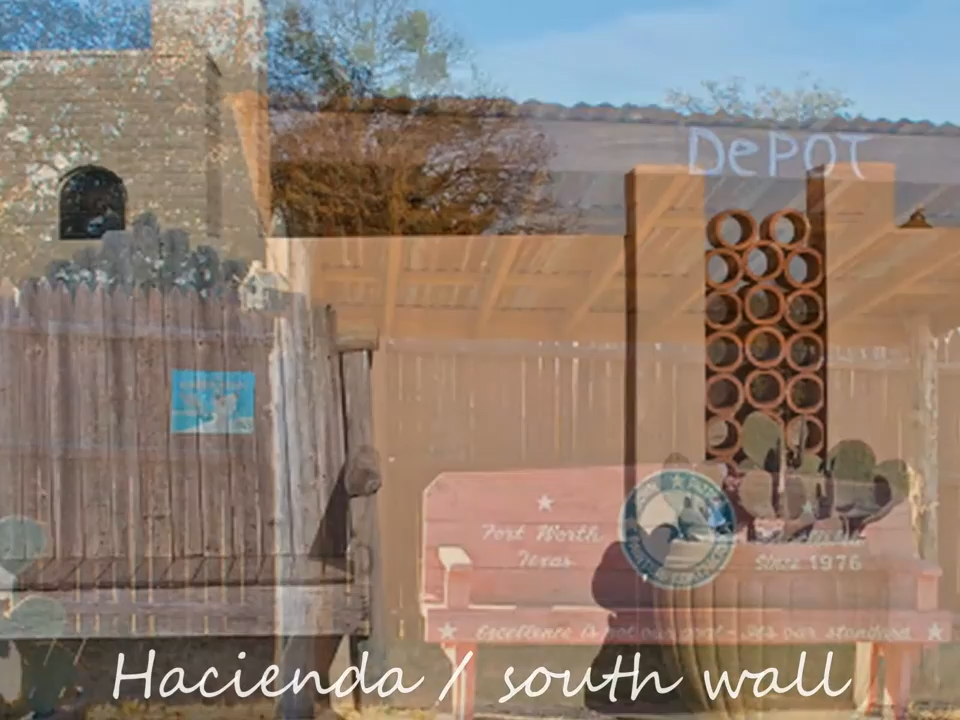 DePOT
Fort Worth
Texas
Since 1976
Excellence is not our goal - it's our standard
Hacienda / south wall